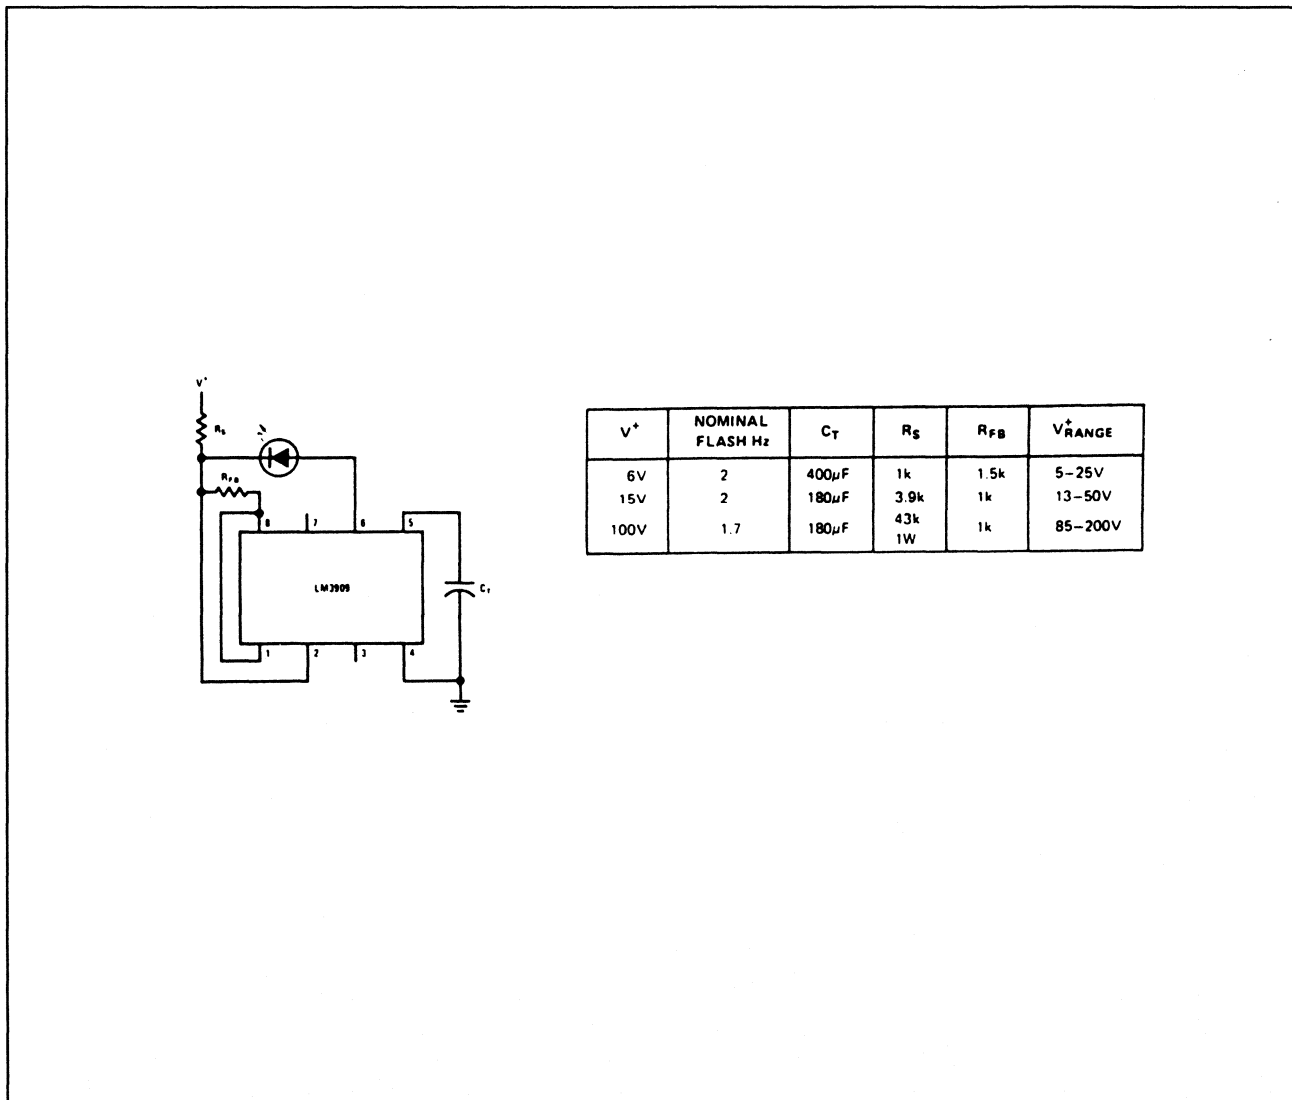 V+
RS
RFB
8 7 6 5
LM3909
CT
1 2 3 4
V+ NOMINAL FLASH Hz CT RS RFB V+RANGE
6V 2 400µF 1k 1.5k 5–25V
15V 2 180µF 3.9k 1k 13–50V
100V 1.7 180µF 43k 1W 1k 85–200V